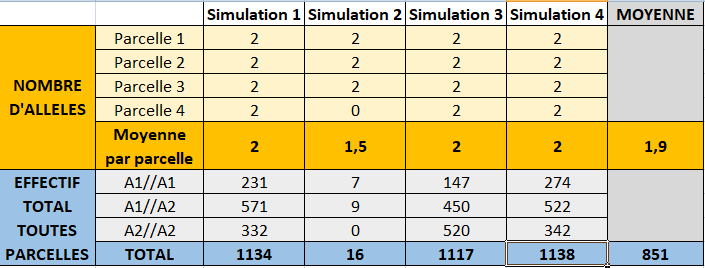 Simulation 1 Simulation 2 Simulation 3 Simulation 4 MOYENNE
NOMBRE D'ALLELES
Parcelle 1 2 2 2 2
Parcelle 2 2 2 2 2
Parcelle 3 2 2 2 2
Parcelle 4 2 0 2 2
Moyenne par parcelle 2 1,5 2 2 1,9
EFFECTIF TOTAL TOUTES PARCELLES
A1//A1 231 7 147 274
A1//A2 571 9 450 522
A2//A2 332 0 520 342
TOTAL 1134 16 1117 1138 851